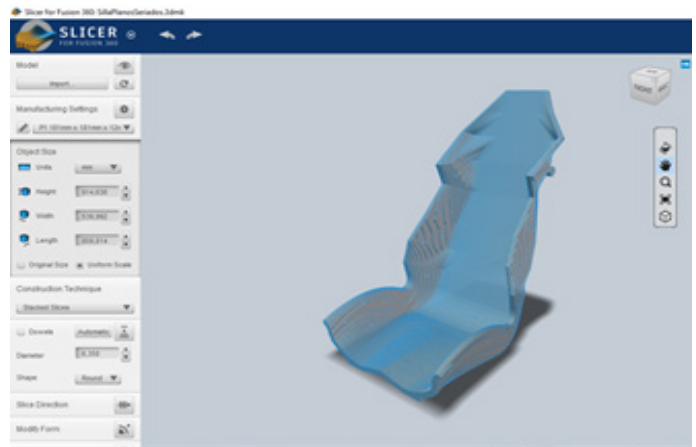 Slicer for Fusion 360: SillaPlanosSeriados.3dmk
SLICER
FOR FUSION 360
Model
Import...
Manufacturing Settings
Object Size
Units
mm
Height
Width
Length
Original Size
Uniform Scale
Construction Technique
Stacked Slices
Dowels
Automatic
Diameter
Shape
Round
Slice Direction
Modify Form